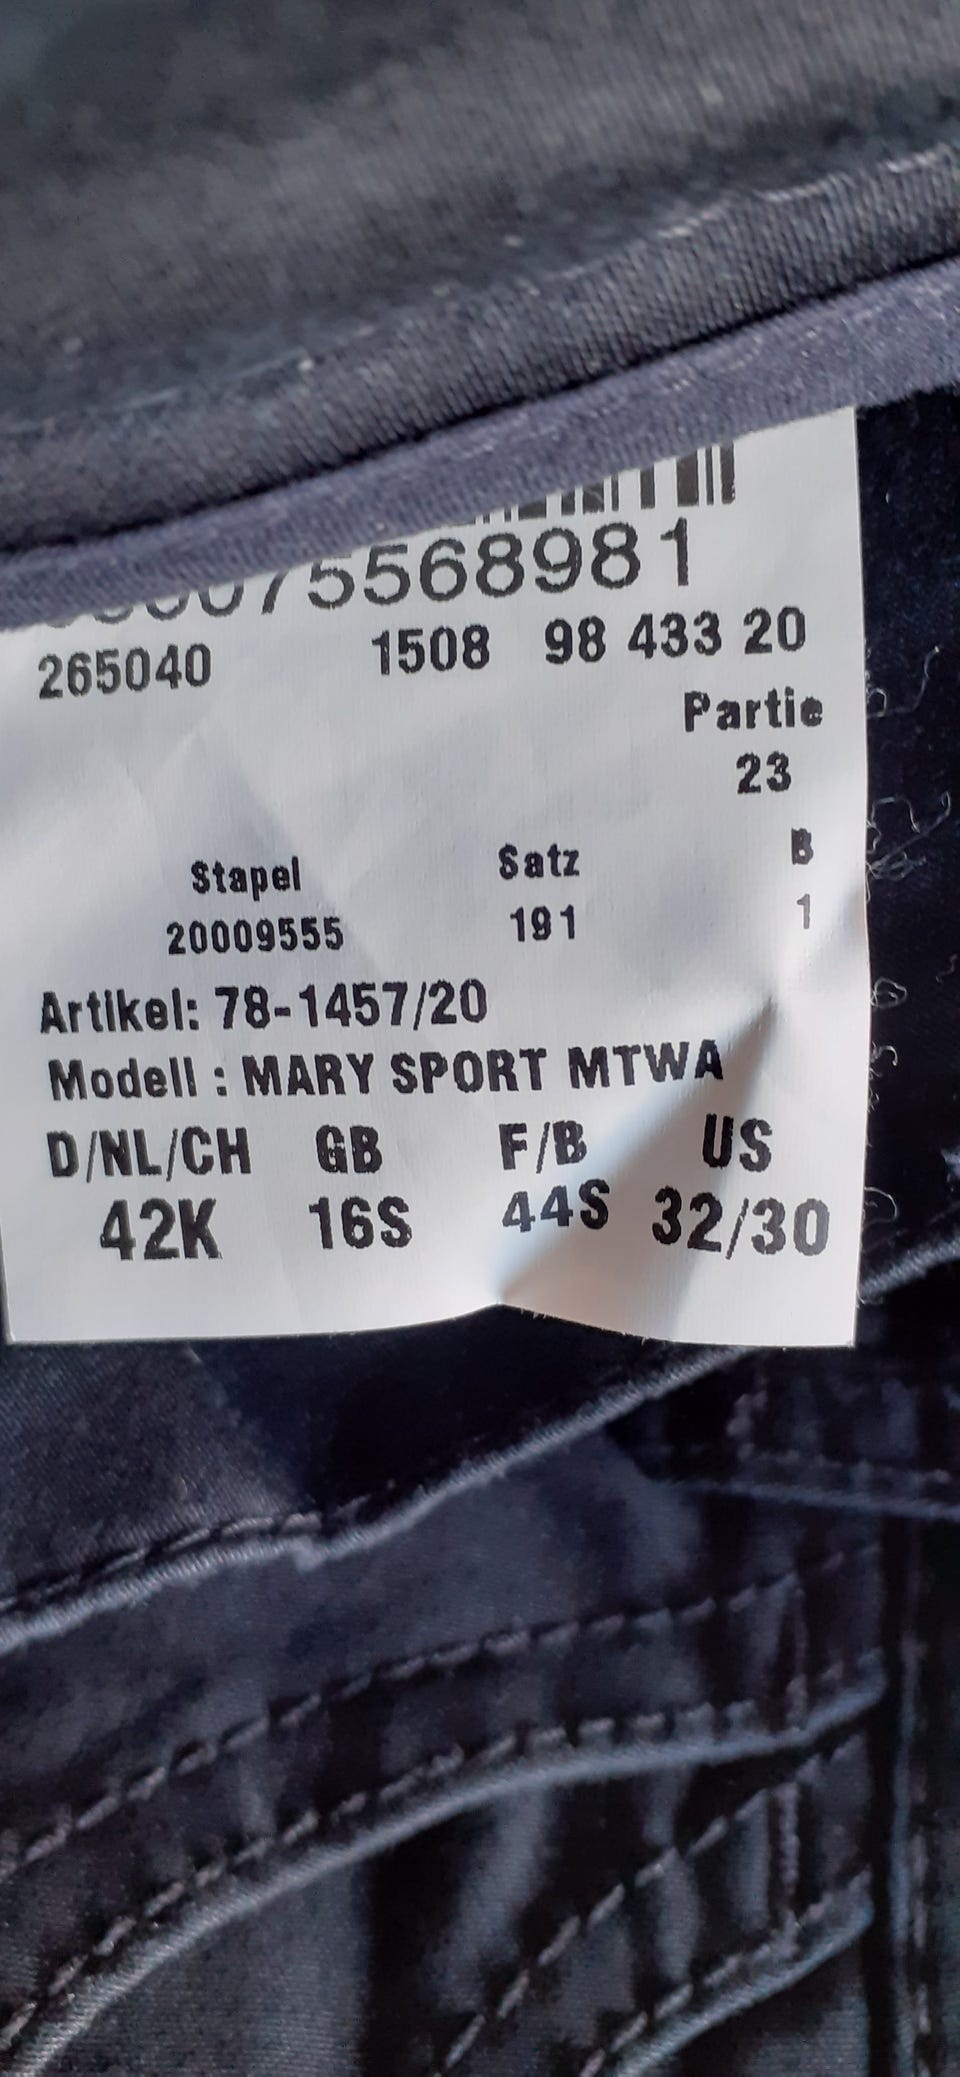 75568981
265040 1508 98 433 20
Partie
23
Stapel Satz B
20009555 191 1
Artikel: 78-1457/20
Modell : MARY SPORT MTWA
D/NL/CH GB F/B US
42K 16S 44S 32/30